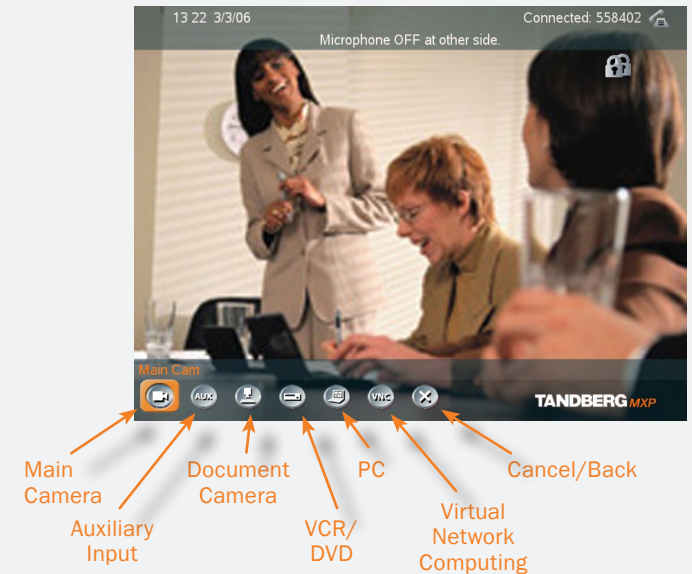 13 22 3/3/06
Connected: 558402
Microphone OFF at other side.
Main Cam
AUX
VNC
TANDBERG MXP
Main
Camera
Auxiliary
Input
Document
Camera
VCR/
DVD
PC
Virtual
Network
Computing
Cancel/Back